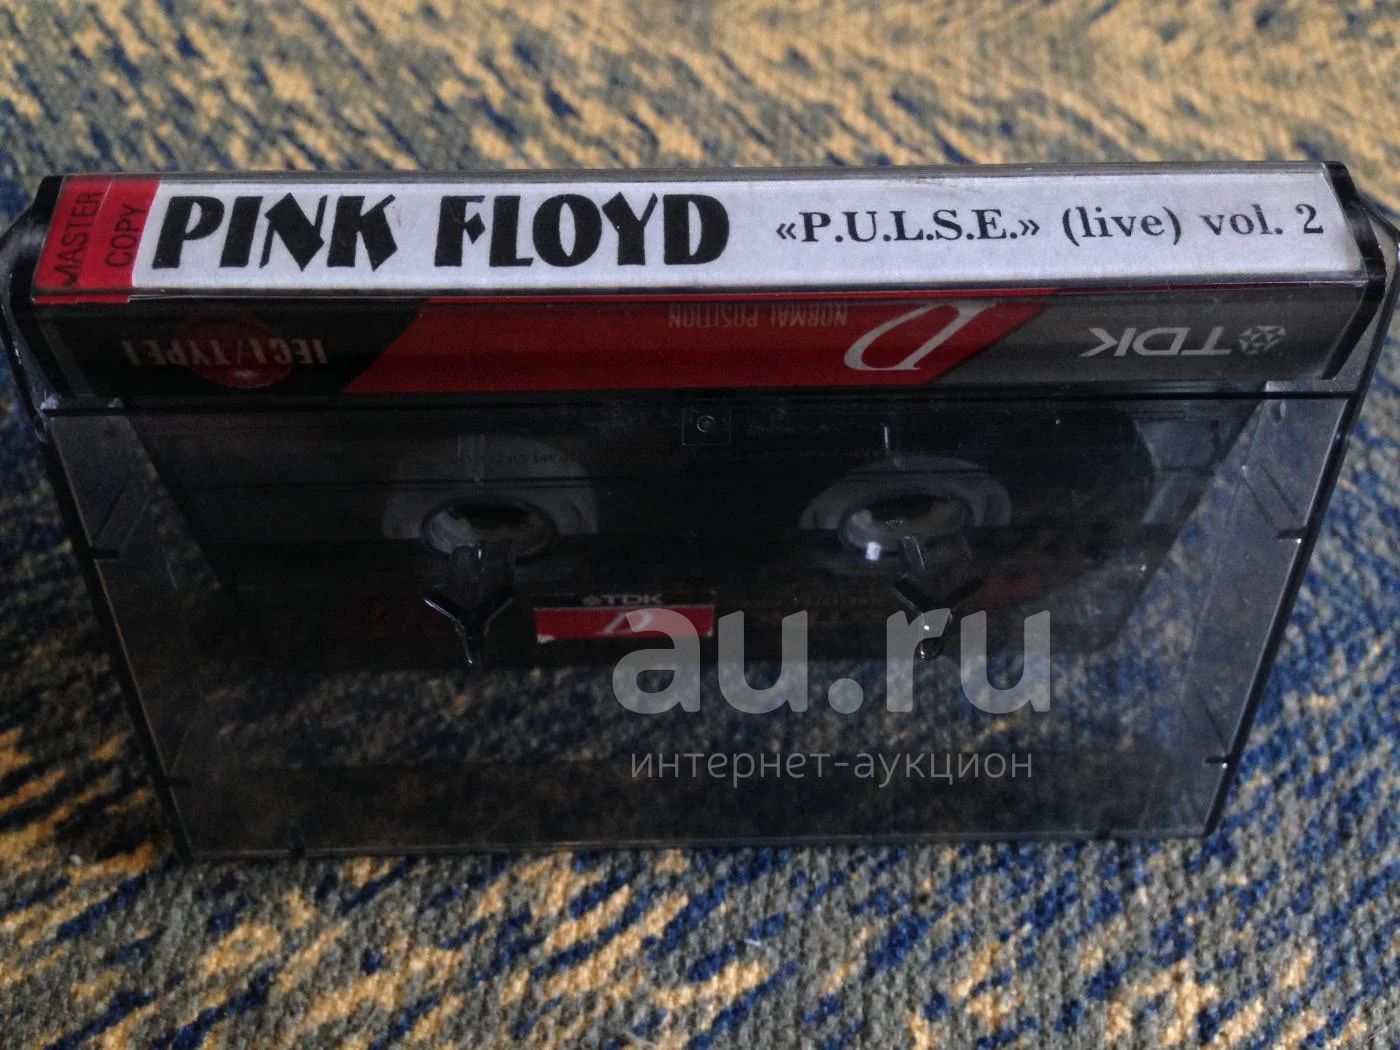 MASTER
COPY
PINK FLOYD «P.U.L.S.E.» (live) vol. 2
IEC I / TYPE I
NORMAL POSITION
D
TDK
TDK
D
au.ru
интернет-аукцион